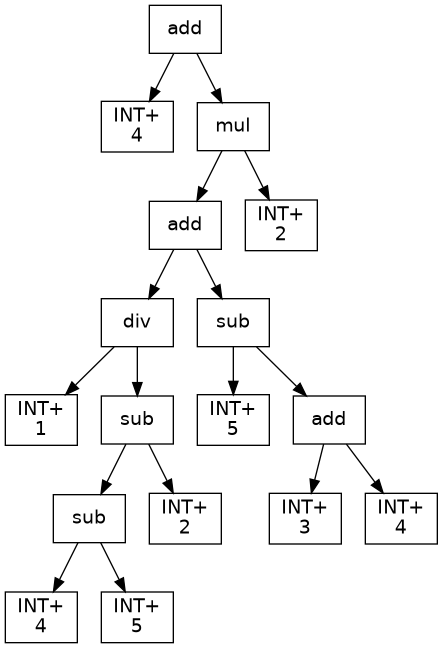 add
INT+
4
mul
add
INT+
2
div
sub
INT+
1
sub
INT+
5
add
sub
INT+
2
INT+
3
INT+
4
INT+
4
INT+
5